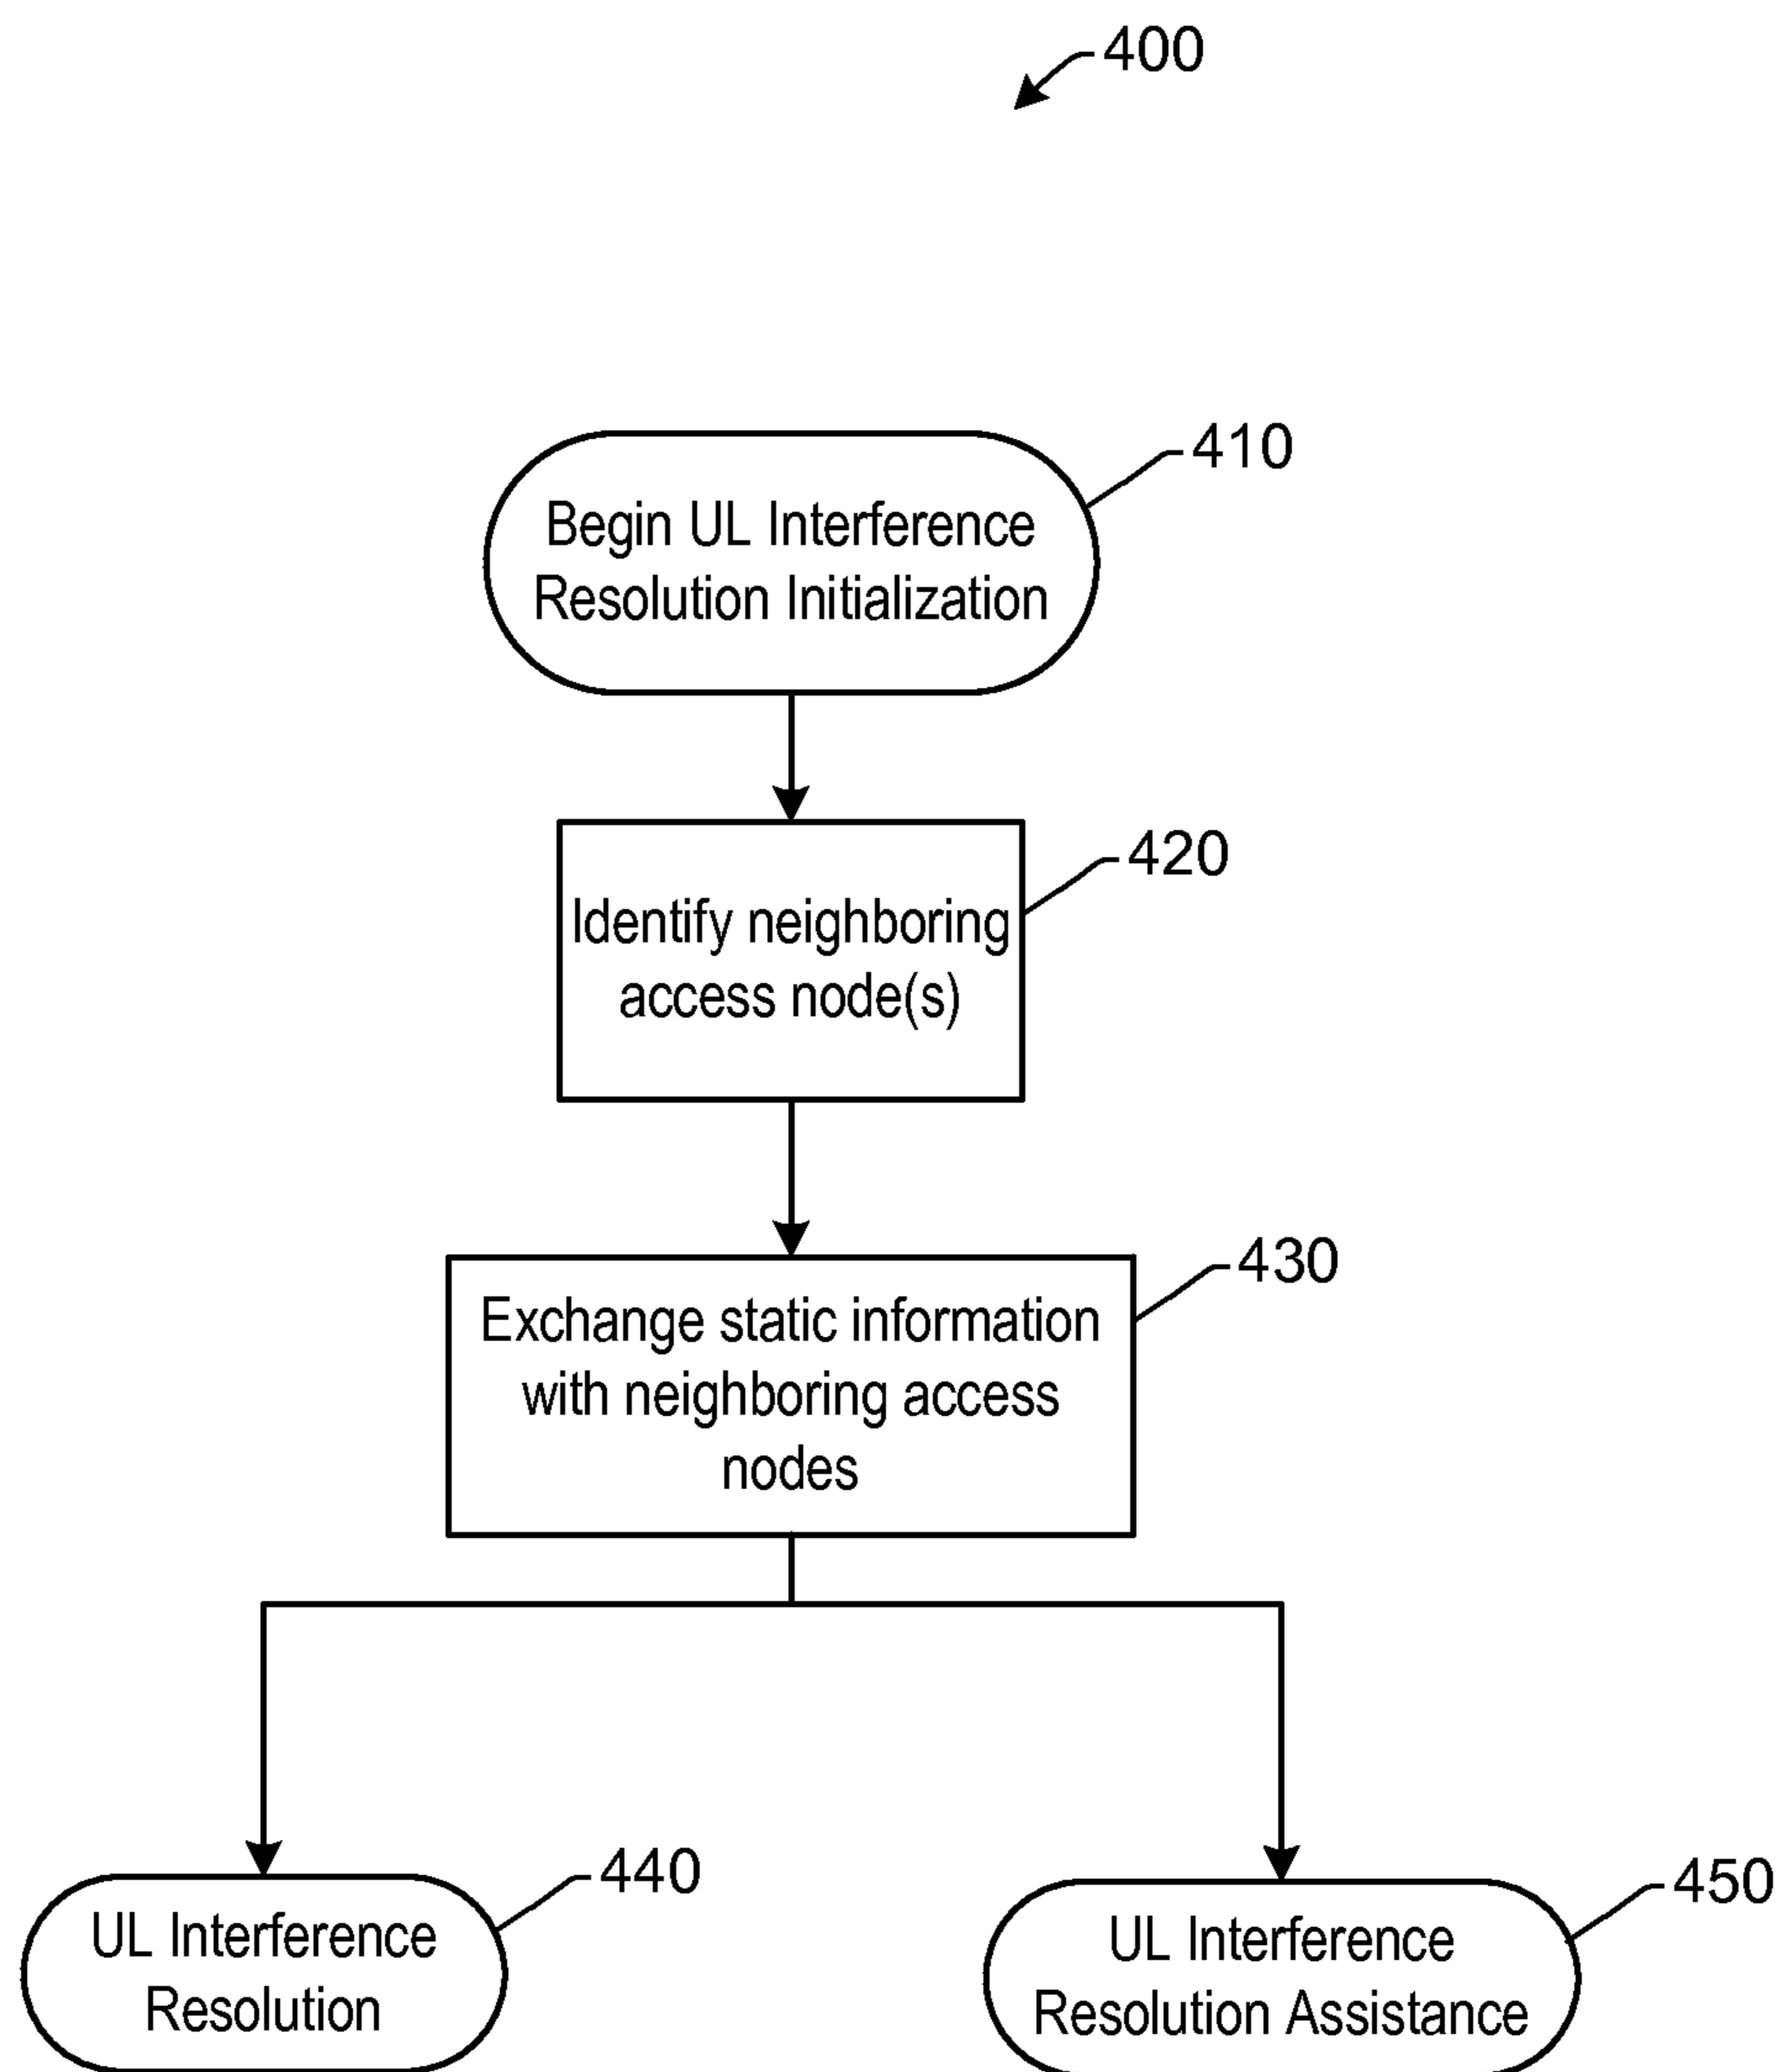 400
410
Begin UL Interference
Resolution Initialization
420
Identify neighboring
access node(s)
430
Exchange static information
with neighboring access
nodes
440
UL Interference
Resolution
450
UL Interference
Resolution Assistance